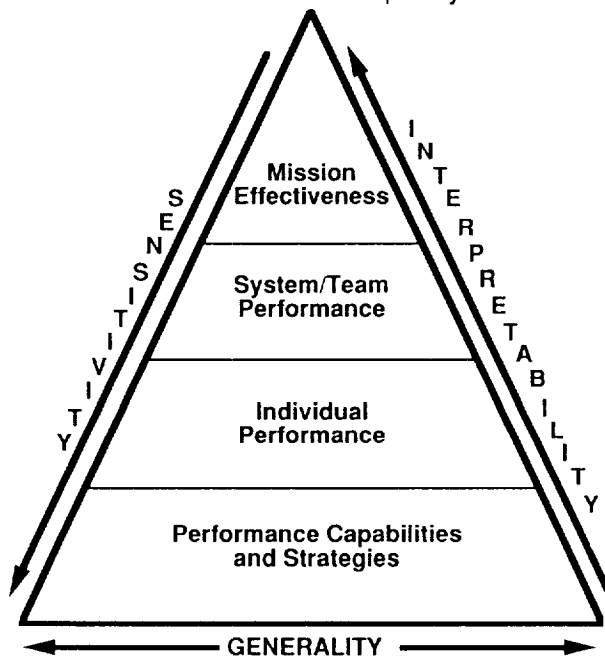 Mission
Effectiveness
System/Team
Performance
Individual
Performance
Performance Capabilities
and Strategies
SENSITIVITY
INTERPRETABILITY
GENERALITY